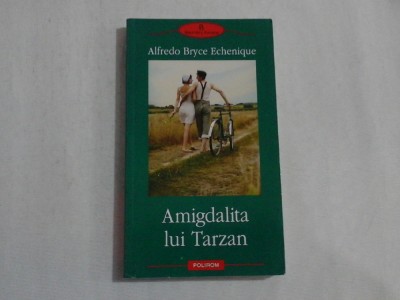 Alfredo Bryce Echenique
Amigdalita
lui Tarzan
POLIROM